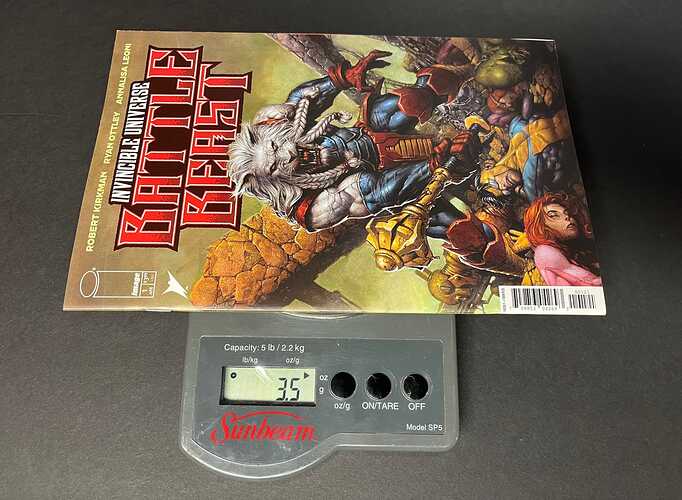 ROBERT KIRKMAN RYAN OTTLEY ANNALISA LEONI
INVINCIBLE UNIVERSE
BATTLE
BEAST
image
1
Capacity: 5 lb / 2.2 kg
lb/kg oz/g
3.5
oz
g
oz/g ON/TARE OFF
Sunbeam
Model SP5